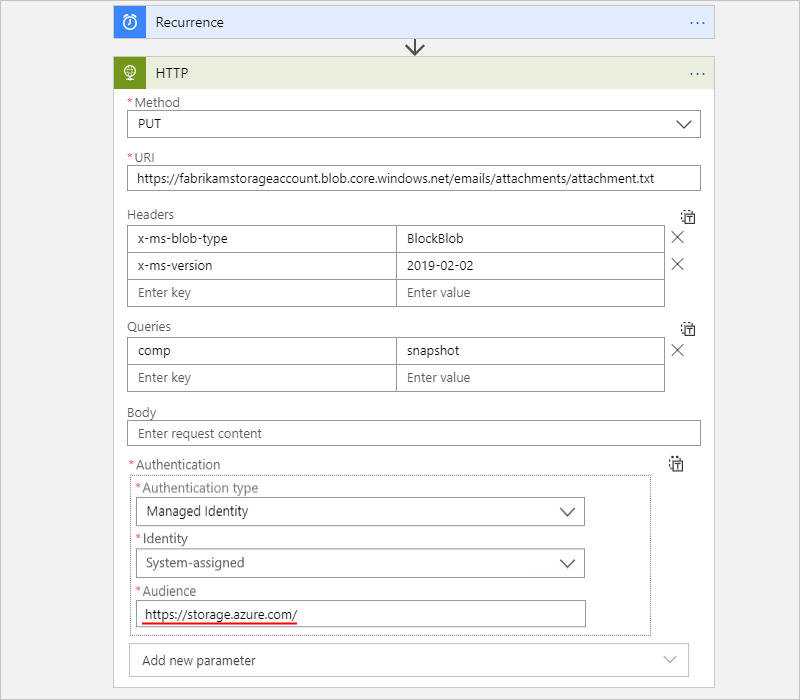 Recurrence
...
HTTP
...
* Method
PUT
* URI
https://fabrikamstorageaccount.blob.core.windows.net/emails/attachments/attachment.txt
Headers
x-ms-blob-type BlockBlob
x-ms-version 2019-02-02
Enter key Enter value
Queries
comp snapshot
Enter key Enter value
Body
Enter request content
* Authentication
* Authentication type
Managed Identity
* Identity
System-assigned
* Audience
https://storage.azure.com/
Add new parameter